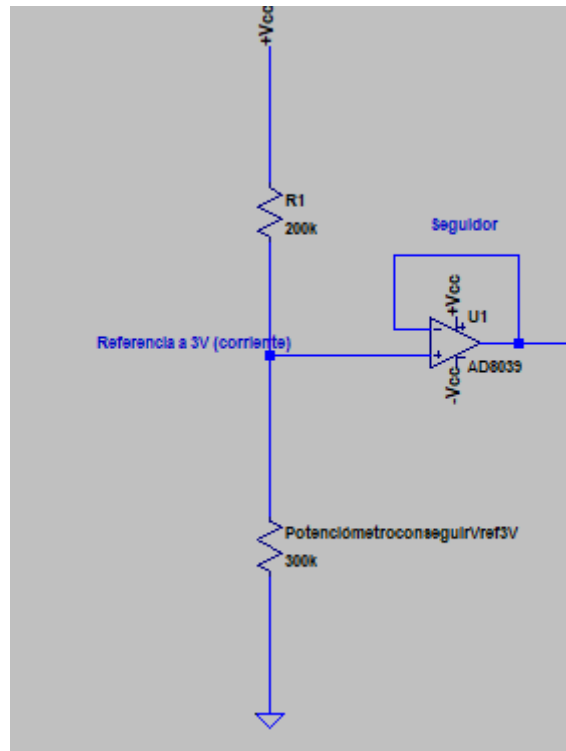 +Vcc
R1
200k
Seguidor
+Vcc
U1
Referencia a 3V (corriente)
AD8039
-Vcc
PotenciómetroconseguirVref3V
300k